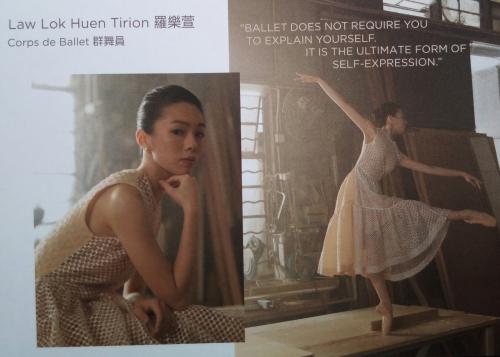 Law Lok Huen Tirion 羅樂萱
Corps de Ballet 群舞員
"BALLET DOES NOT REQUIRE YOU
TO EXPLAIN YOURSELF.
IT IS THE ULTIMATE FORM OF
SELF-EXPRESSION."